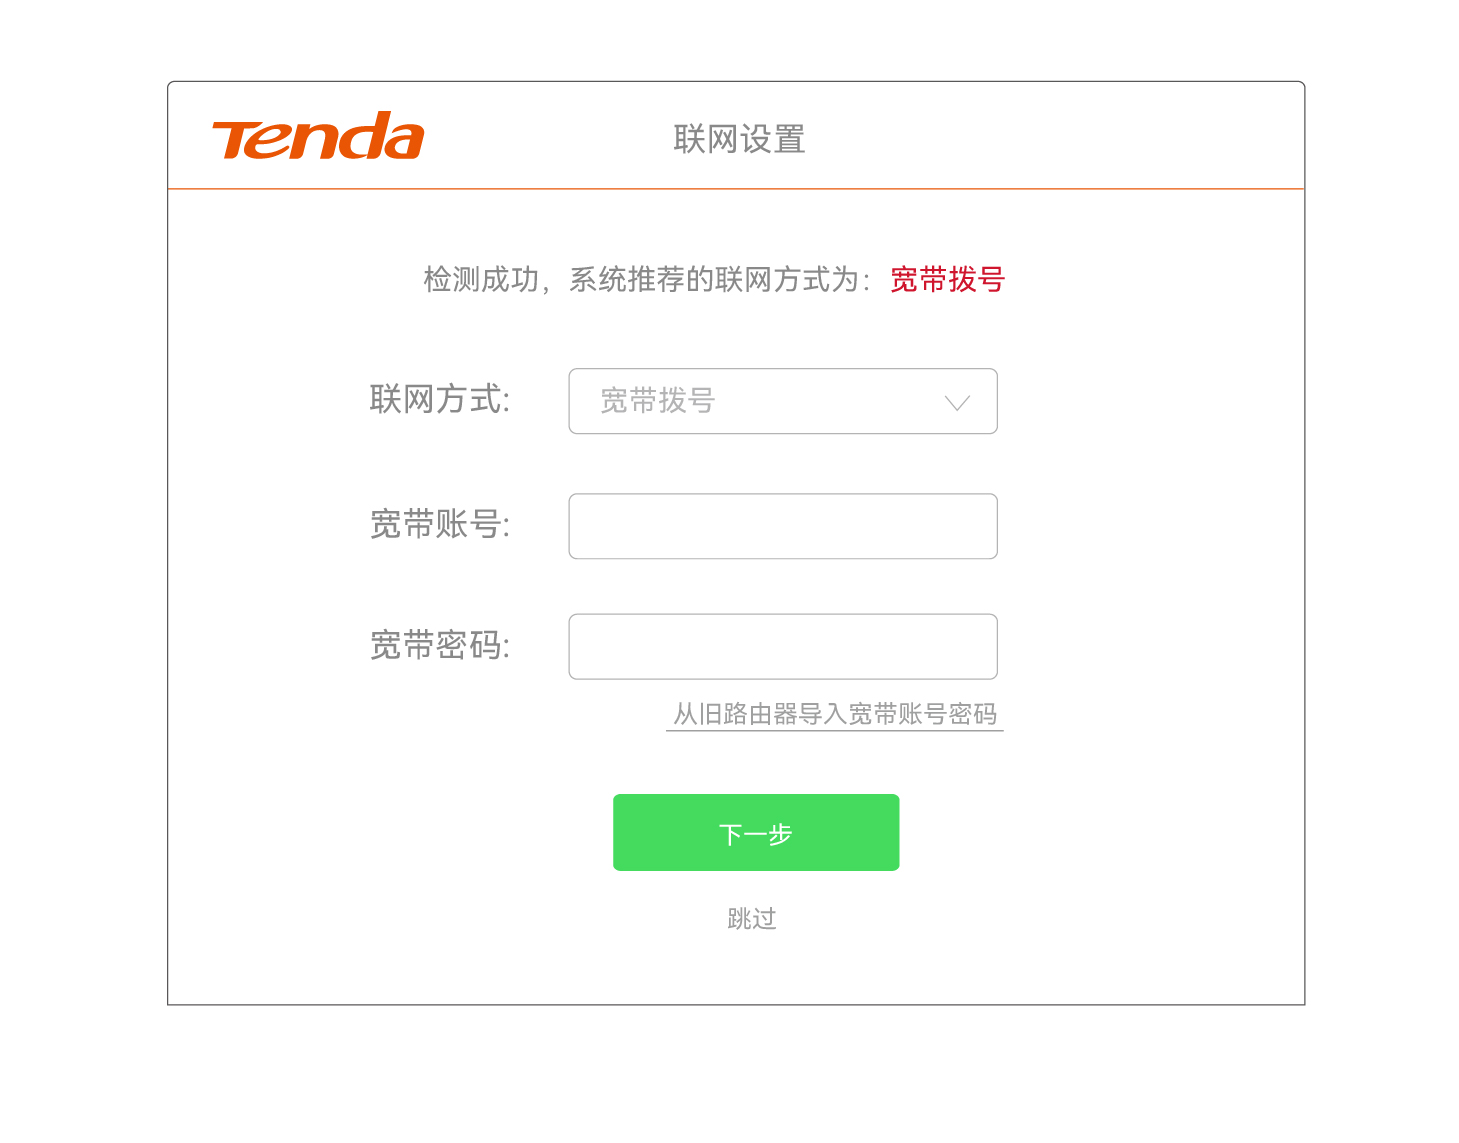 Tenda
联网设置
检测成功，系统推荐的联网方式为：宽带拨号
联网方式: 宽带拨号
宽带账号:
宽带密码:
从旧路由器导入宽带账号密码
下一步
跳过